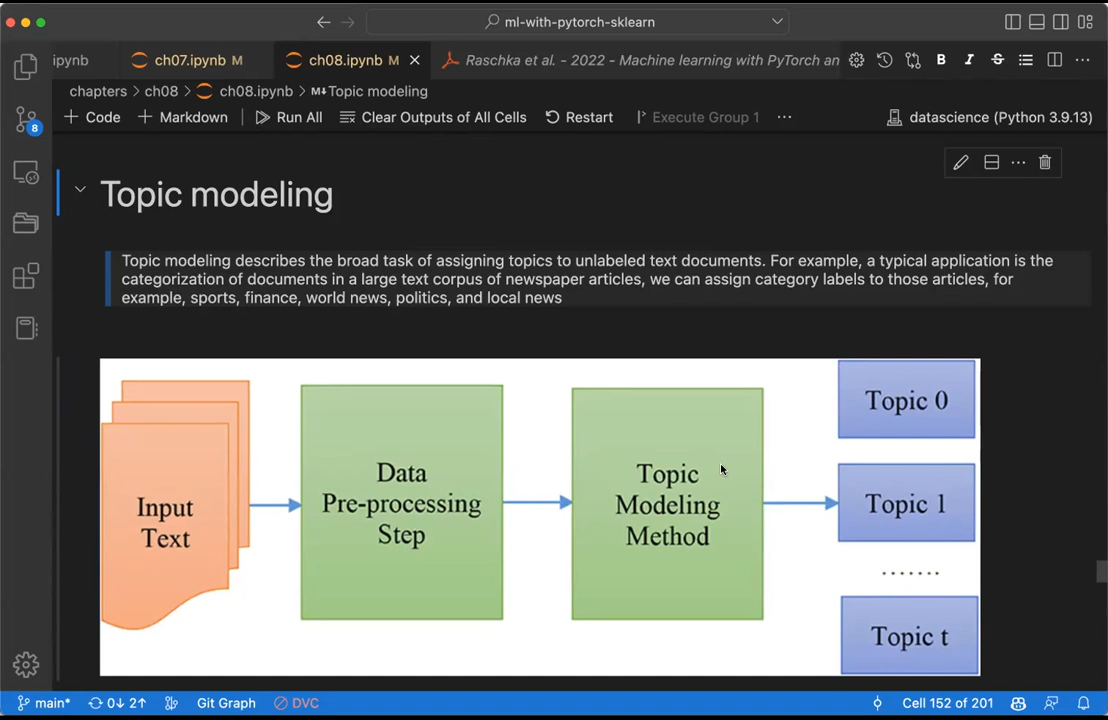 ml-with-pytorch-sklearn
ipynb
ch07.ipynb M
ch08.ipynb M
Raschka et al. - 2022 - Machine learning with PyTorch an
chapters > ch08 > ch08.ipynb > M↓Topic modeling
+ Code
+ Markdown
Run All
Clear Outputs of All Cells
Restart
Execute Group 1
datascience (Python 3.9.13)
8
Topic modeling
Topic modeling describes the broad task of assigning topics to unlabeled text documents. For example, a typical application is the
categorization of documents in a large text corpus of newspaper articles, we can assign category labels to those articles, for
example, sports, finance, world news, politics, and local news
Input
Text
Data
Pre-processing
Step
Topic
Modeling
Method
Topic 0
Topic 1
.......
Topic t
main*
0↓ 2↑
Git Graph
DVC
Cell 152 of 201